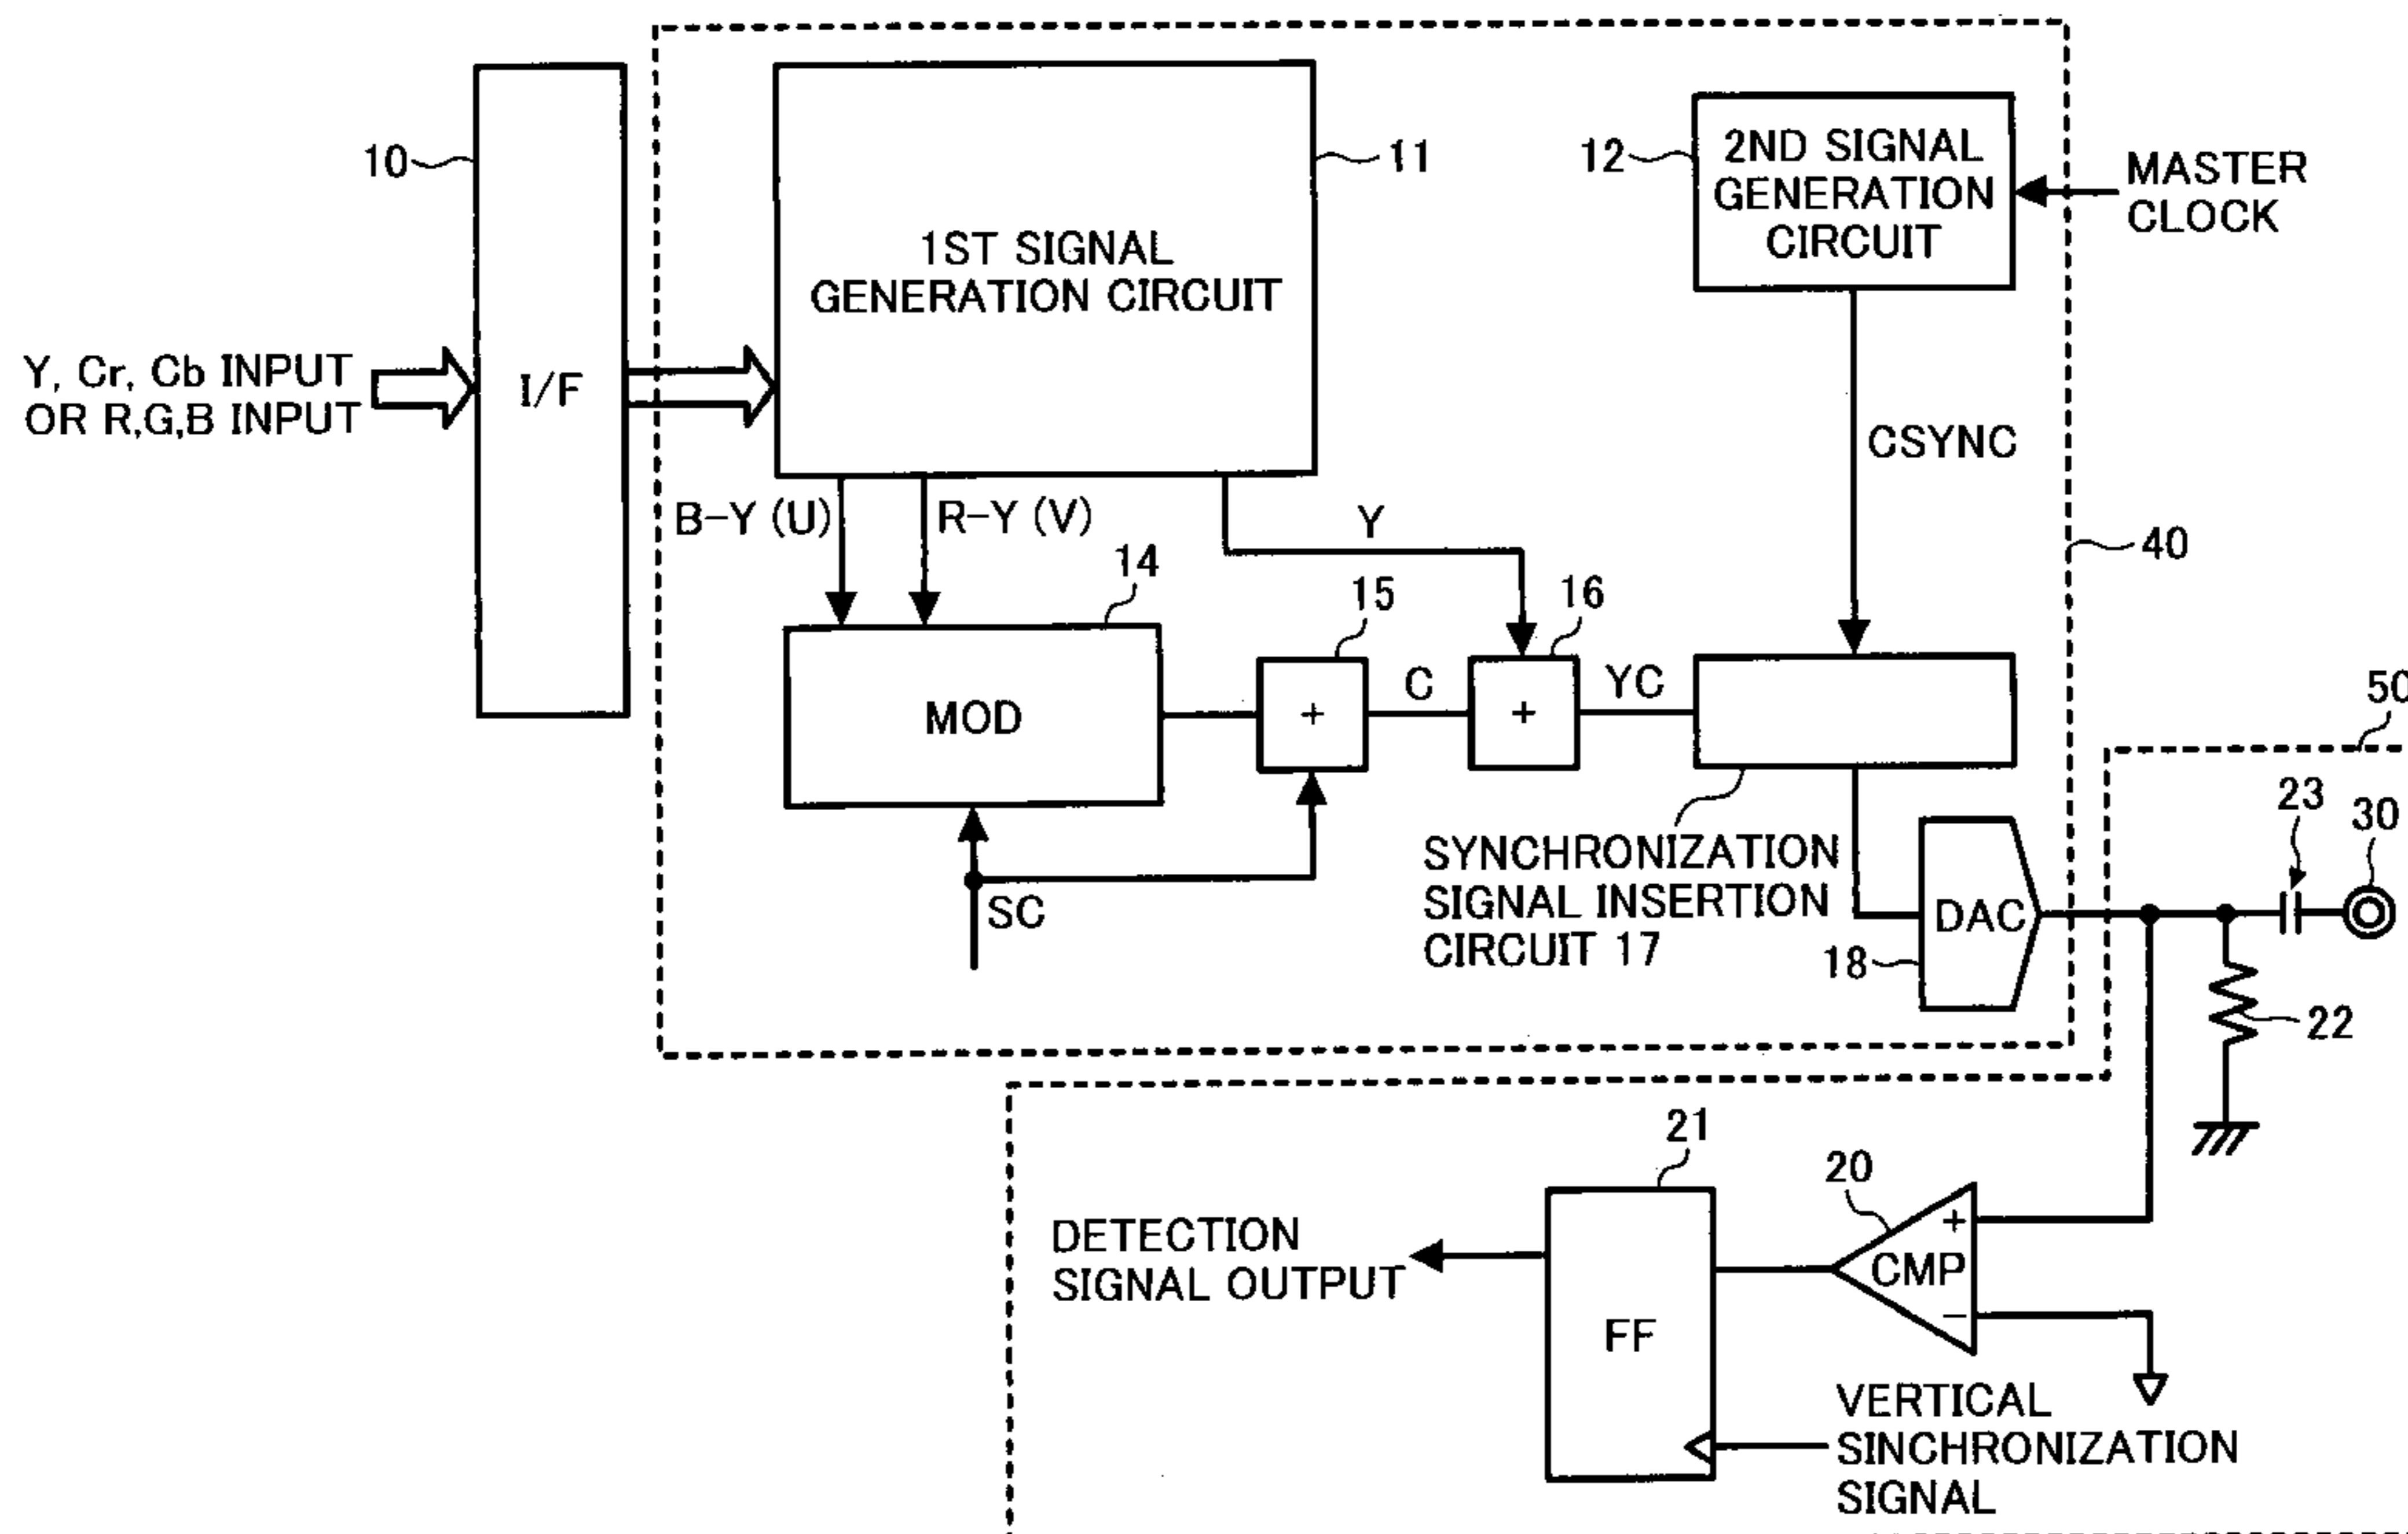 10
I/F
Y, Cr, Cb INPUT
OR R,G,B INPUT
1ST SIGNAL
GENERATION CIRCUIT
11
12
2ND SIGNAL
GENERATION
CIRCUIT
MASTER
CLOCK
CSYNC
40
B-Y (U)
R-Y (V)
Y
14
MOD
15
+
C
16
+
YC
SC
SYNCHRONIZATION
SIGNAL INSERTION
CIRCUIT 17
DAC
18
50
23
30
22
21
FF
20
+
CMP
−
DETECTION
SIGNAL OUTPUT
VERTICAL
SINCHRONIZATION
SIGNAL